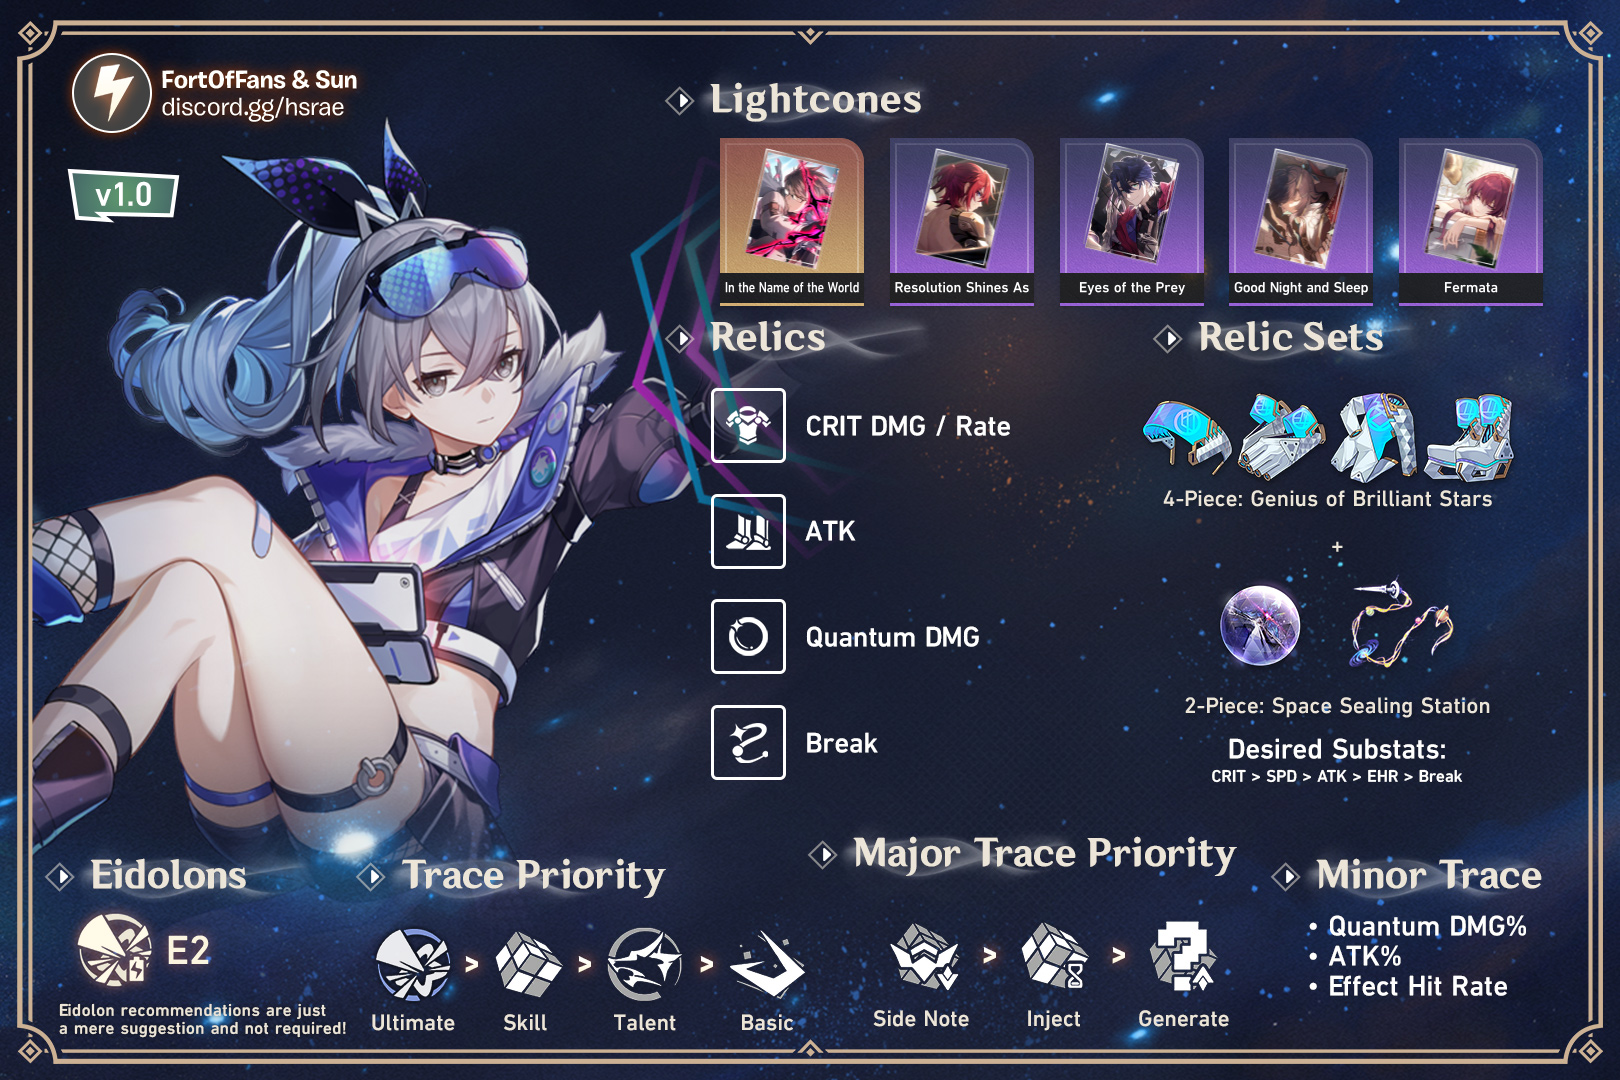 FortOfFans & Sun
discord.gg/hsrae
v1.0
Lightcones
In the Name of the World
Resolution Shines As
Eyes of the Prey
Good Night and Sleep
Fermata
Relics
CRIT DMG / Rate
ATK
Quantum DMG
Break
Relic Sets
4-Piece: Genius of Brilliant Stars
+
2-Piece: Space Sealing Station
Desired Substats:
CRIT > SPD > ATK > EHR > Break
Eidolons
E2
Eidolon recommendations are just
a mere suggestion and not required!
Trace Priority
Ultimate > Skill > Talent > Basic
Major Trace Priority
Side Note > Inject > Generate
Minor Trace
• Quantum DMG%
• ATK%
• Effect Hit Rate